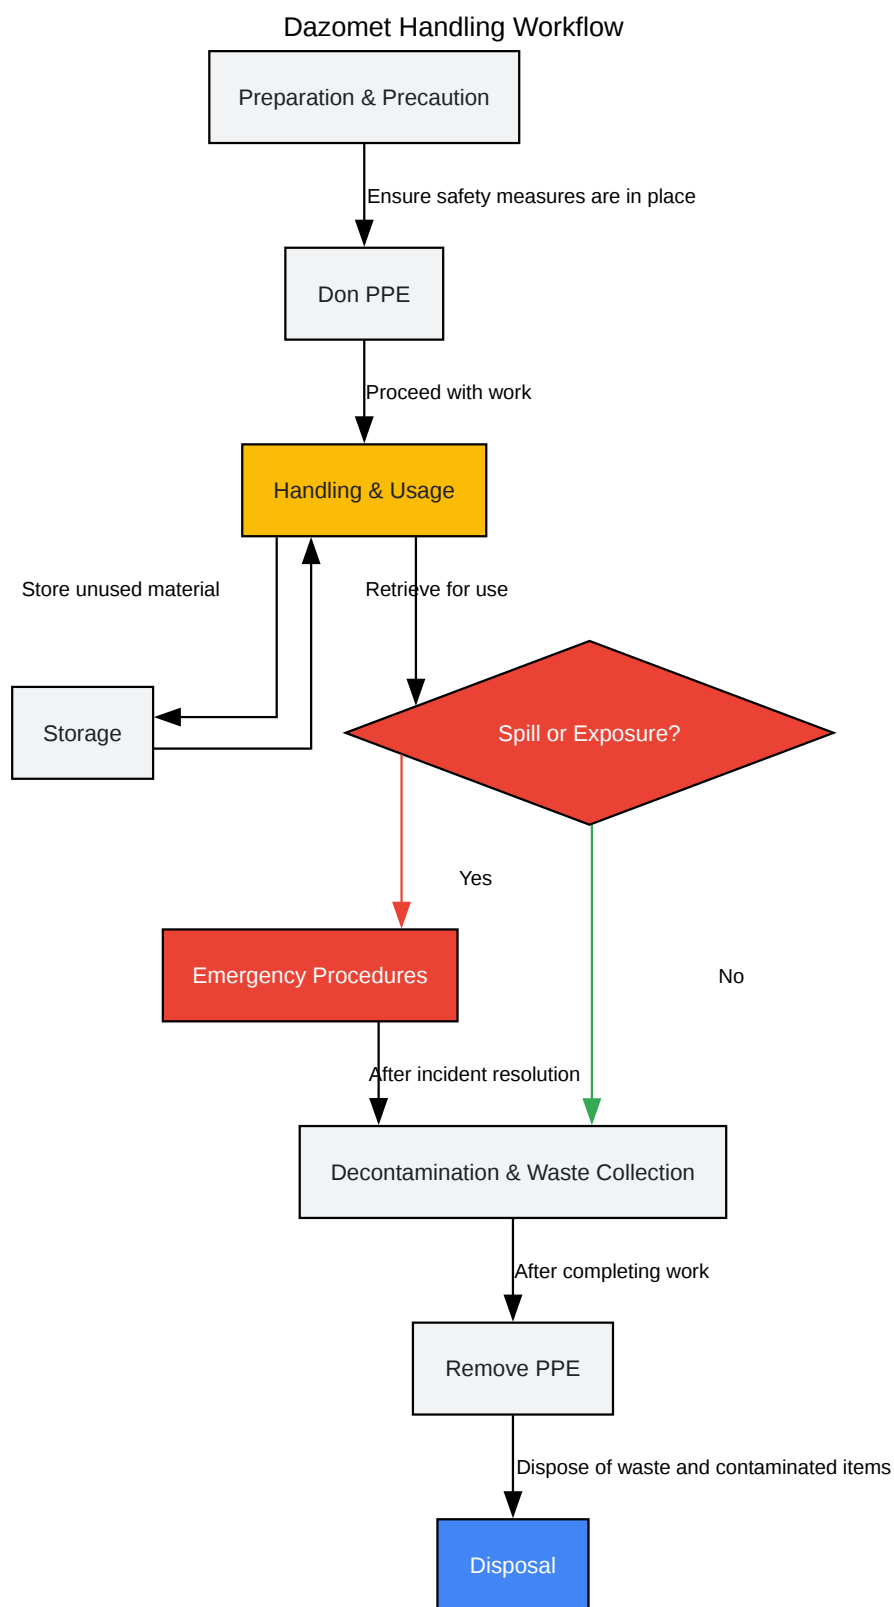 Dazomet Handling Workflow
Preparation & Precaution
Ensure safety measures are in place
Don PPE
Proceed with work
Handling & Usage
Store unused material
Retrieve for use
Storage
Spill or Exposure?
Yes
Emergency Procedures
No
After incident resolution
Decontamination & Waste Collection
After completing work
Remove PPE
Dispose of waste and contaminated items
Disposal